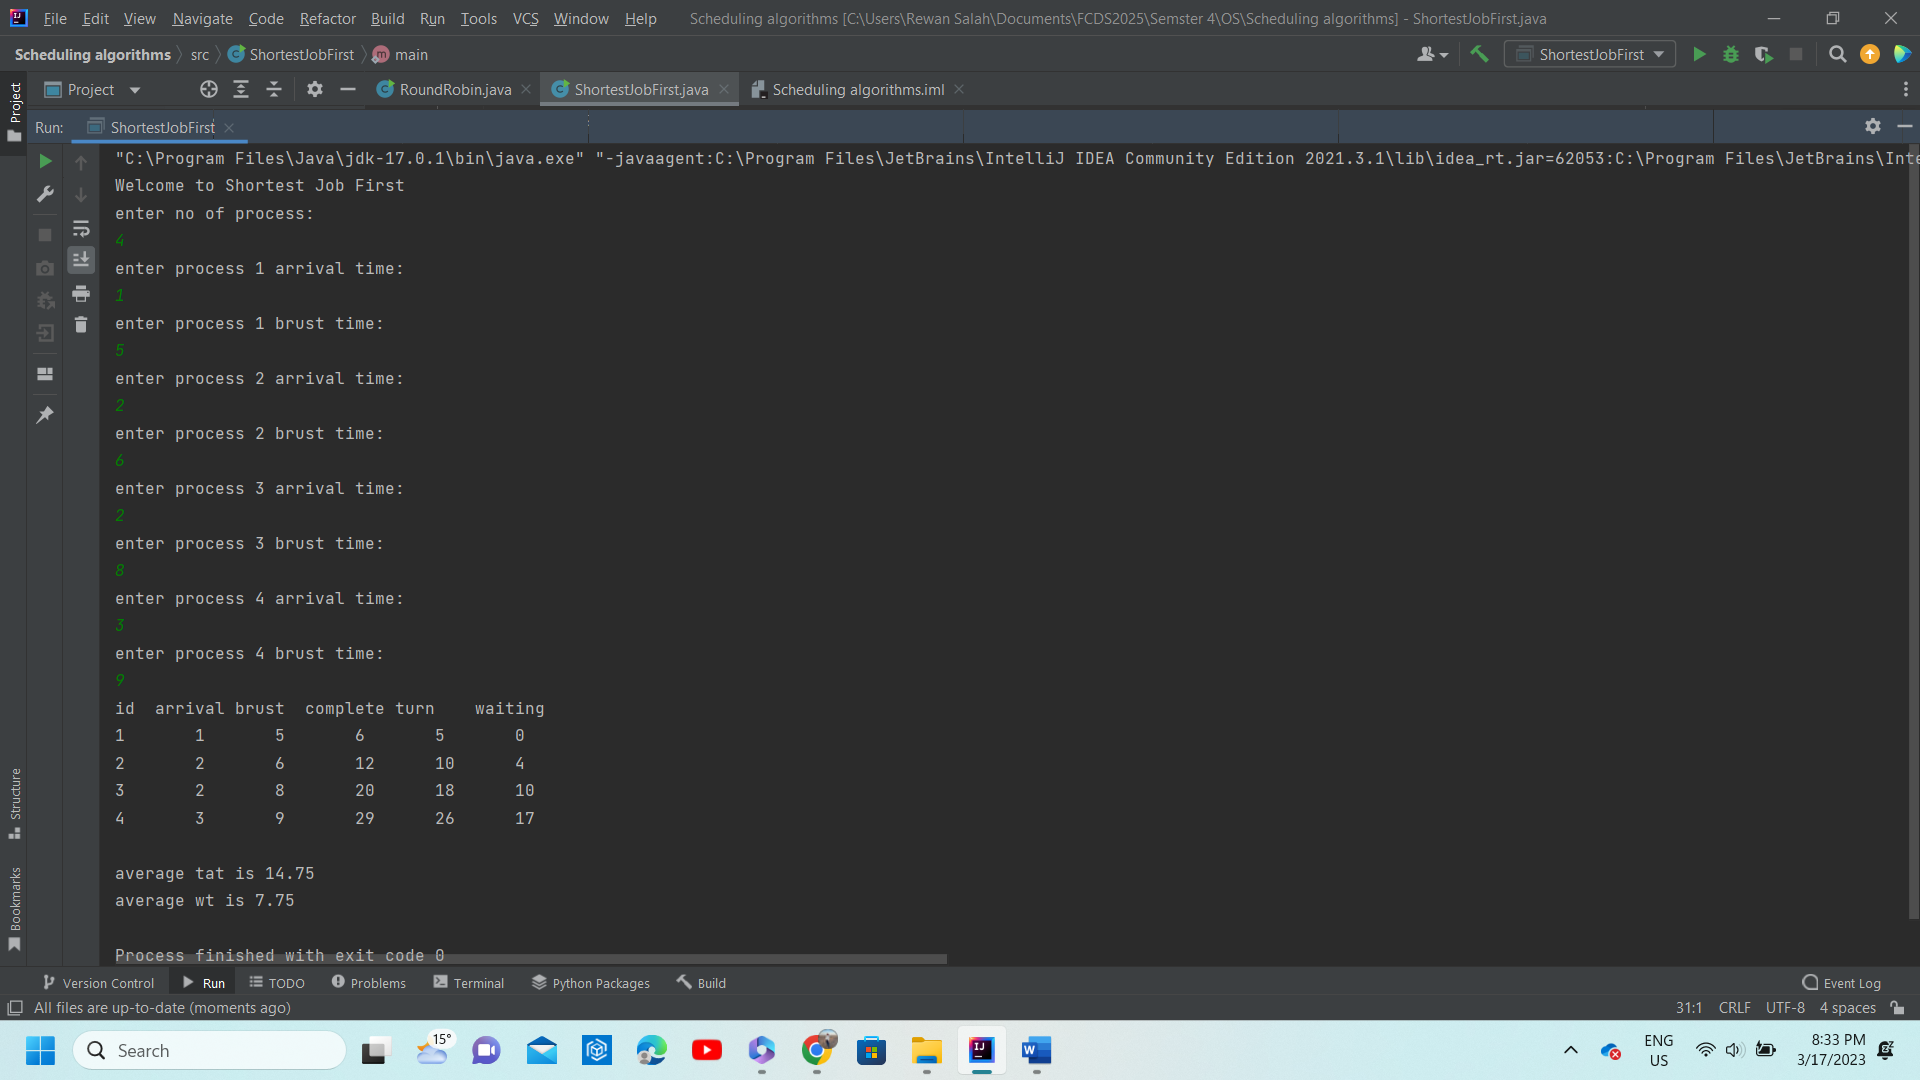 File Edit View Navigate Code Refactor Build Run Tools VCS Window Help Scheduling algorithms [C:\Users\Rewan Salah\Documents\FCDS2025\Semster 4\OS\Scheduling algorithms] - ShortestJobFirst.java
Scheduling algorithms src ShortestJobFirst main ShortestJobFirst
Project Project RoundRobin.java ShortestJobFirst.java Scheduling algorithms.iml
Run: ShortestJobFirst
"C:\Program Files\Java\jdk-17.0.1\bin\java.exe" "-javaagent:C:\Program Files\JetBrains\IntelliJ IDEA Community Edition 2021.3.1\lib\idea_rt.jar=62053:C:\Program Files\JetBrains\Inte
Welcome to Shortest Job First
enter no of process:
4
enter process 1 arrival time:
1
enter process 1 brust time:
5
enter process 2 arrival time:
2
enter process 2 brust time:
6
enter process 3 arrival time:
2
enter process 3 brust time:
8
enter process 4 arrival time:
3
enter process 4 brust time:
9
id arrival brust complete turn waiting
1 1 5 6 5 0
2 2 6 12 10 4
3 2 8 20 18 10
4 3 9 29 26 17
average tat is 14.75
average wt is 7.75
Process finished with exit code 0
Structure
Bookmarks
Version Control Run TODO Problems Terminal Python Packages Build Event Log
All files are up-to-date (moments ago) 31:1 CRLF UTF-8 4 spaces
Search 15° ENG US 8:33 PM 3/17/2023